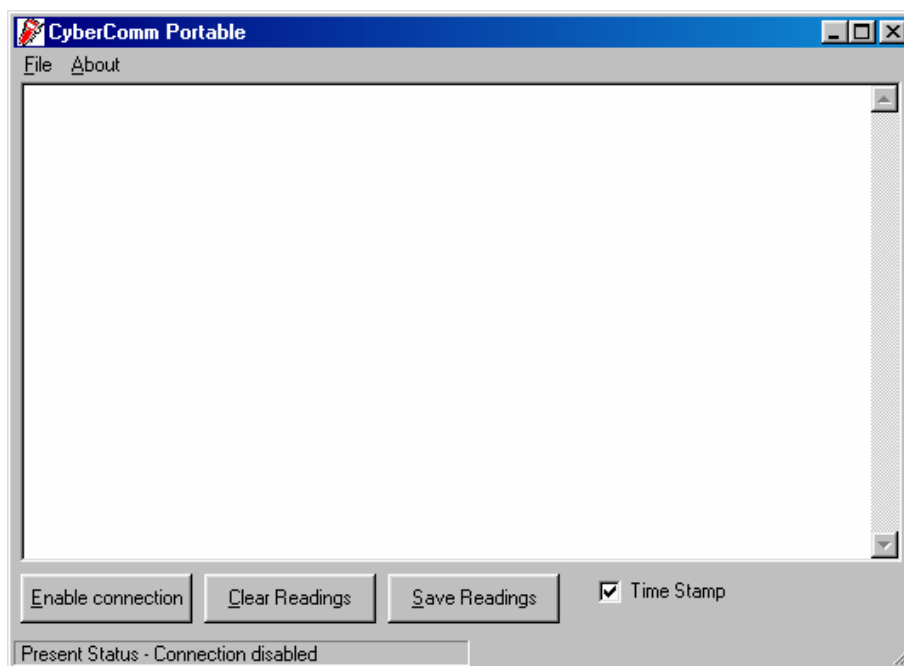 CyberComm Portable
File About
Enable connection Clear Readings Save Readings Time Stamp
Present Status - Connection disabled